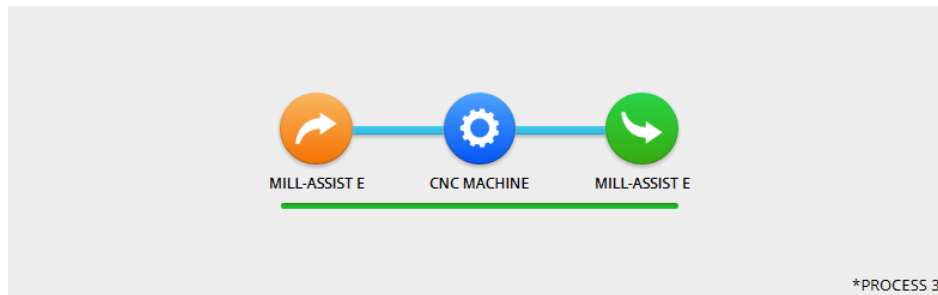 MILL-ASSIST E CNC MACHINE MILL-ASSIST E
*PROCESS 3